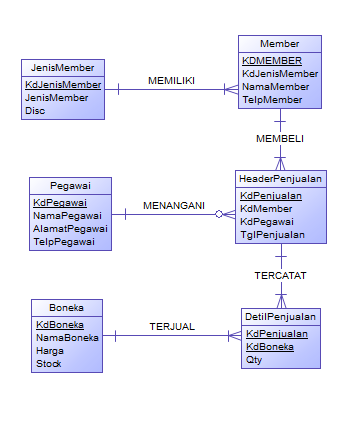 Member
KDMEMBER
KdJenisMember
NamaMember
TelpMember
JenisMember
KdJenisMember
JenisMember
Disc
MEMILIKI
MEMBELI
HeaderPenjualan
KdPenjualan
KdMember
KdPegawai
TglPenjualan
Pegawai
KdPegawai
NamaPegawai
AlamatPegawai
TelpPegawai
MENANGANI
TERCATAT
Boneka
KdBoneka
NamaBoneka
Harga
Stock
TERJUAL
DetilPenjualan
KdPenjualan
KdBoneka
Qty